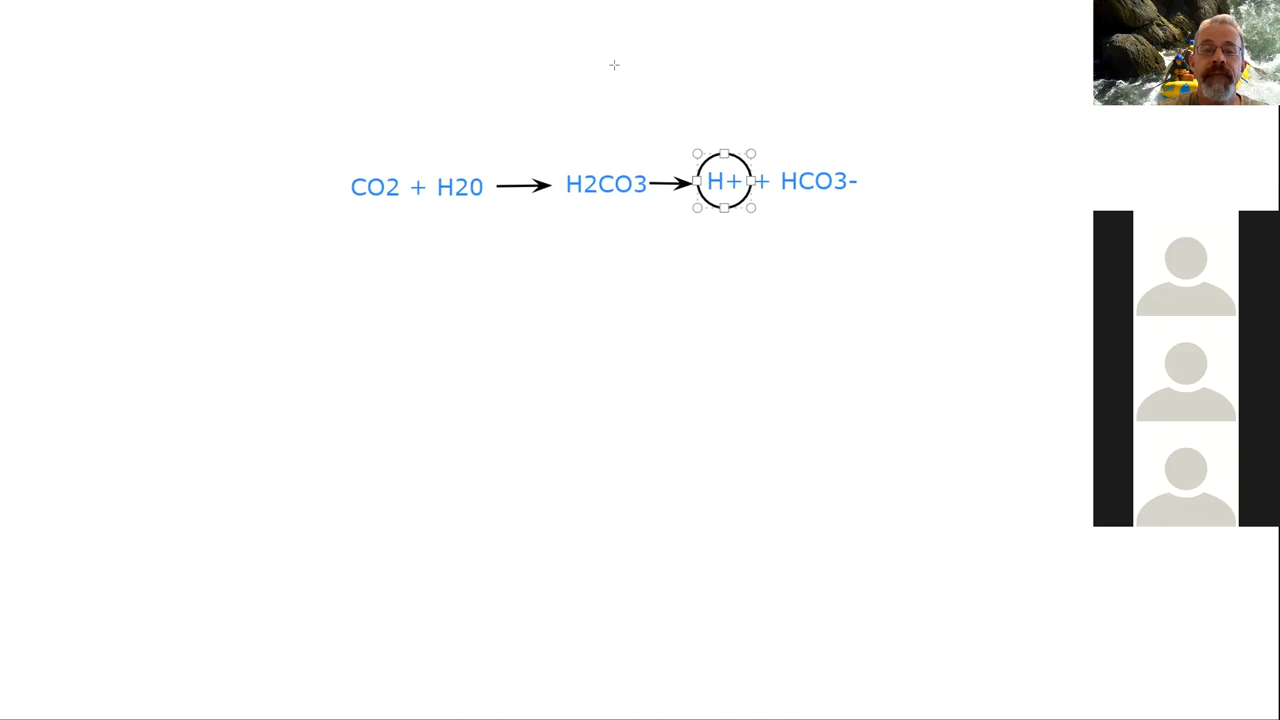 CO2 + H20 → H2CO3 → H+ + HCO3-